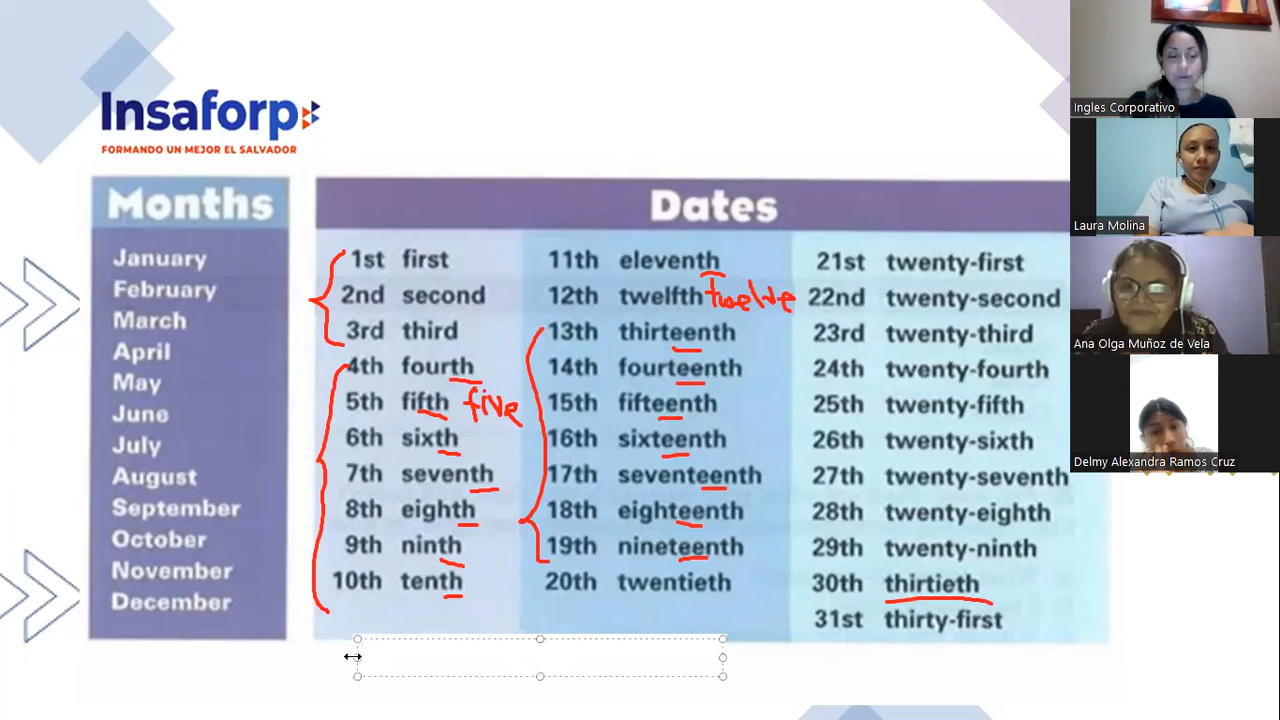 Insaforp
FORMANDO UN MEJOR EL SALVADOR
Months
January
February
March
April
May
June
July
August
September
October
November
December
Dates
1st first
2nd second
3rd third
4th fourth
5th fifth five
6th sixth
7th seventh
8th eighth
9th ninth
10th tenth
11th eleventh
12th twelfth twelve
13th thirteenth
14th fourteenth
15th fifteenth
16th sixteenth
17th seventeenth
18th eighteenth
19th nineteenth
20th twentieth
21st twenty-first
22nd twenty-second
23rd twenty-third
24th twenty-fourth
25th twenty-fifth
26th twenty-sixth
27th twenty-seventh
28th twenty-eighth
29th twenty-ninth
30th thirtieth
31st thirty-first
Ingles Corporativo
Laura Molina
Ana Olga Muñoz de Vela
Delmy Alexandra Ramos Cruz